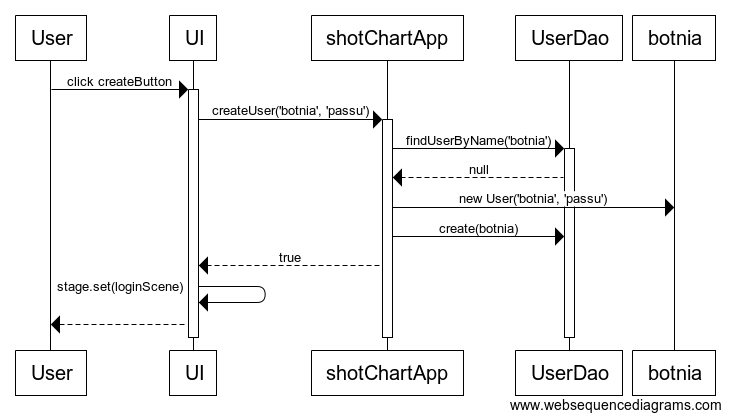 User UI shotChartApp UserDao botnia
click createButton
createUser('botnia', 'passu')
findUserByName('botnia')
null
new User('botnia', 'passu')
create(botnia)
true
stage.set(loginScene)
User UI shotChartApp UserDao botnia
www.websequencediagrams.com